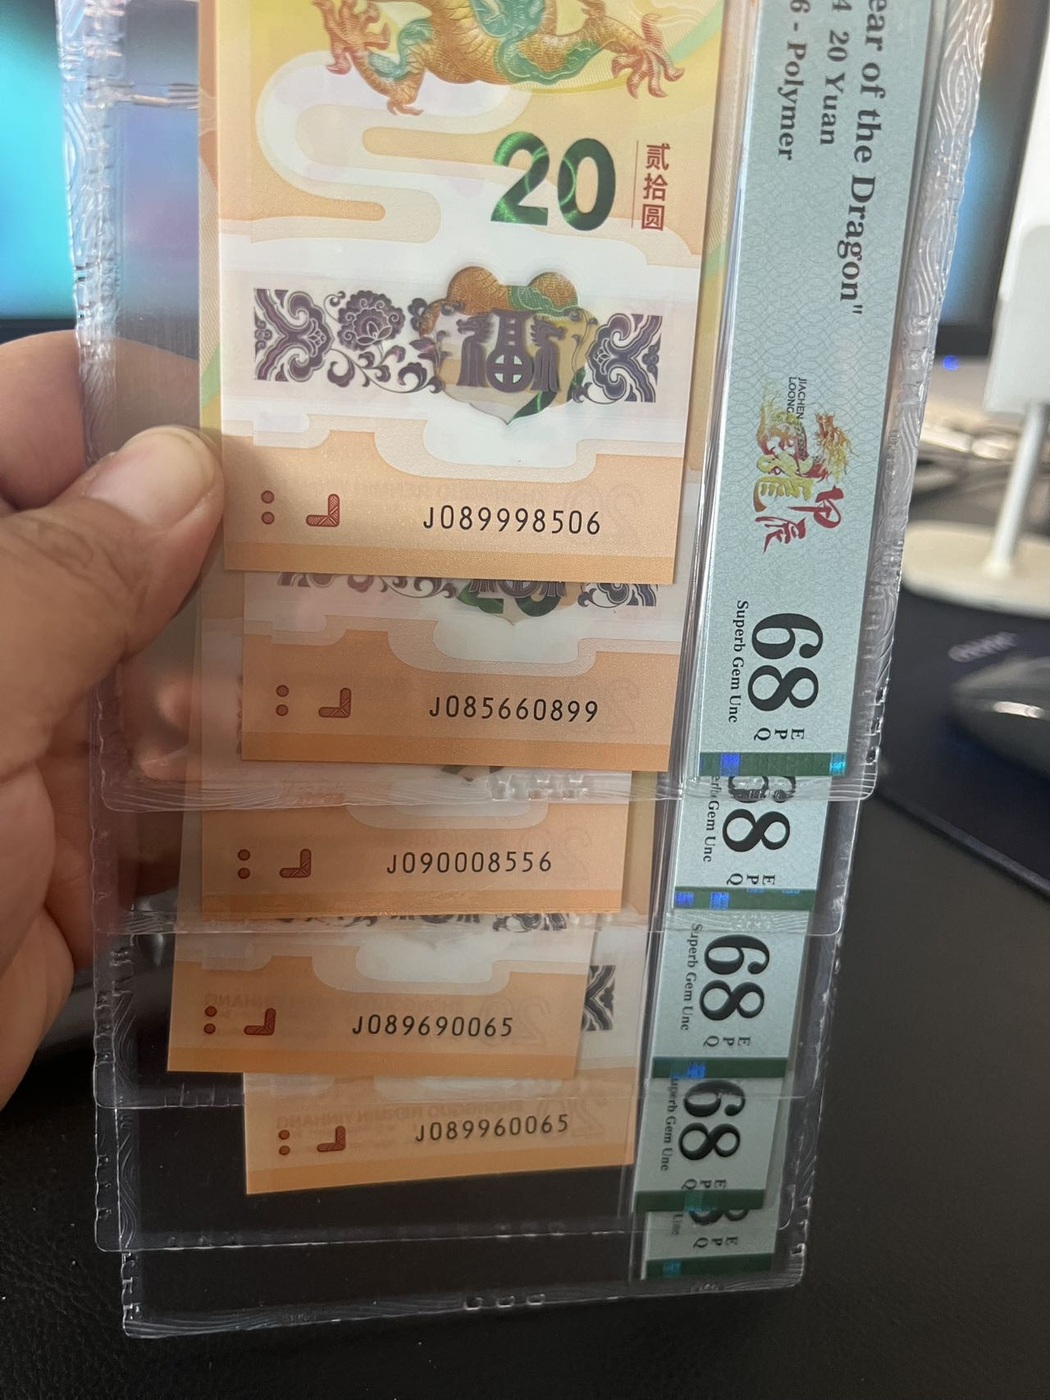 ear of the Dragon"
4 20 Yuan
6 - Polymer
20
贰拾圆
福
JIACHEN
LOONG
甲辰
J089998506
68
EPQ
Superb Gem Unc
J085660899
68
EPQ
Gem Unc
J090008556
68
EPQ
Superb Gem Unc
J089690065
68
EPQ
Superb Gem Unc
J089960065
EPQ
Unc